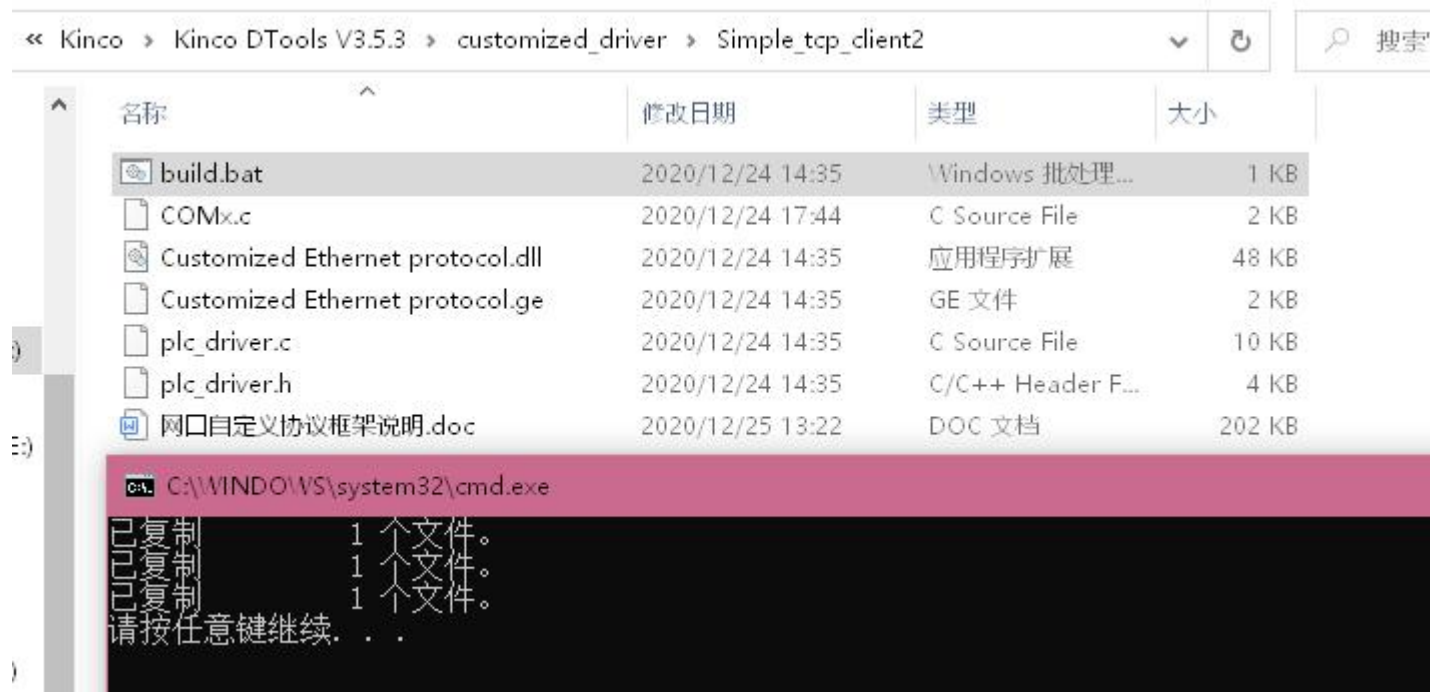 « Kinco › Kinco DTools V3.5.3 › customized_driver › Simple_tcp_client2 搜索
名称 修改日期 类型 大小
build.bat 2020/12/24 14:35 Windows 批处理... 1 KB
COMx.c 2020/12/24 17:44 C Source File 2 KB
Customized Ethernet protocol.dll 2020/12/24 14:35 应用程序扩展 48 KB
Customized Ethernet protocol.ge 2020/12/24 14:35 GE 文件 2 KB
plc_driver.c 2020/12/24 14:35 C Source File 10 KB
plc_driver.h 2020/12/24 14:35 C/C++ Header F... 4 KB
网口自定义协议框架说明.doc 2020/12/25 13:22 DOC 文档 202 KB
E:)
C:\WINDOWS\system32\cmd.exe
已复制 1 个文件。
已复制 1 个文件。
已复制 1 个文件。
请按任意键继续. . .